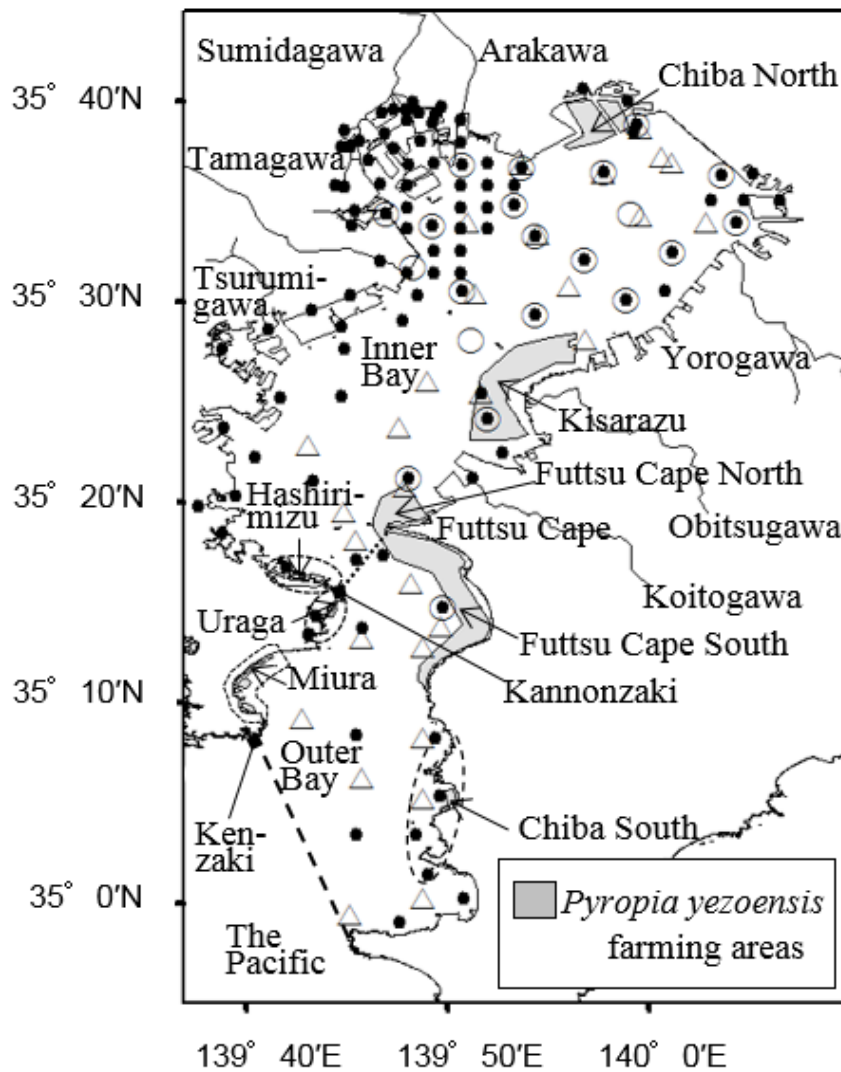 Sumidagawa
Arakawa
Chiba North
35° 40′N
Tamagawa
Tsurumi-
gawa
35° 30′N
Inner
Bay
Yorogawa
Kisarazu
Futtsu Cape North
35° 20′N
Hashiri-
mizu
Futtsu Cape
Obitsugawa
Koitogawa
Uraga
Futtsu Cape South
Miura
Kannonzaki
35° 10′N
Outer
Bay
Ken-
zaki
Chiba South
35° 0′N
Pyropia yezoensis
farming areas
The
Pacific
139° 40′E
139° 50′E
140° 0′E